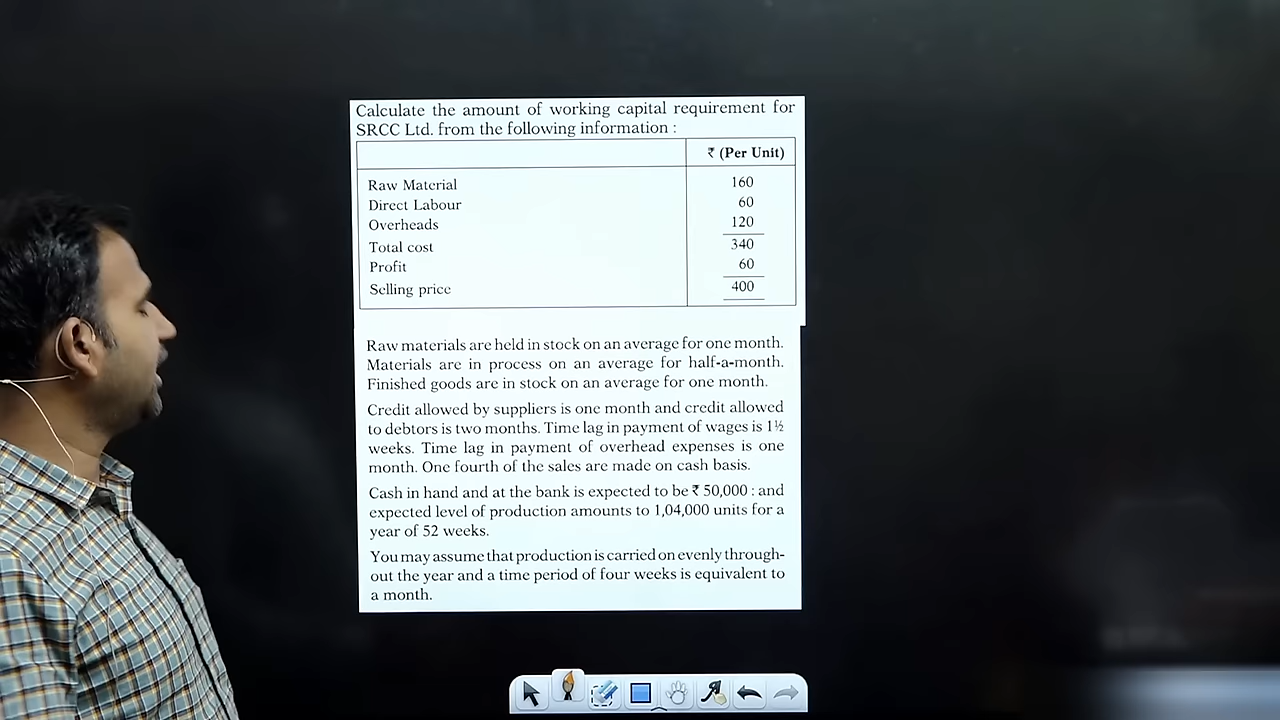 Calculate the amount of working capital requirement for
SRCC Ltd. from the following information :
₹ (Per Unit)
Raw Material 160
Direct Labour 60
Overheads 120
Total cost 340
Profit 60
Selling price 400
Raw materials are held in stock on an average for one month.
Materials are in process on an average for half-a-month.
Finished goods are in stock on an average for one month.
Credit allowed by suppliers is one month and credit allowed
to debtors is two months. Time lag in payment of wages is 1½
weeks. Time lag in payment of overhead expenses is one
month. One fourth of the sales are made on cash basis.
Cash in hand and at the bank is expected to be ₹ 50,000 : and
expected level of production amounts to 1,04,000 units for a
year of 52 weeks.
You may assume that production is carried on evenly through-
out the year and a time period of four weeks is equivalent to
a month.